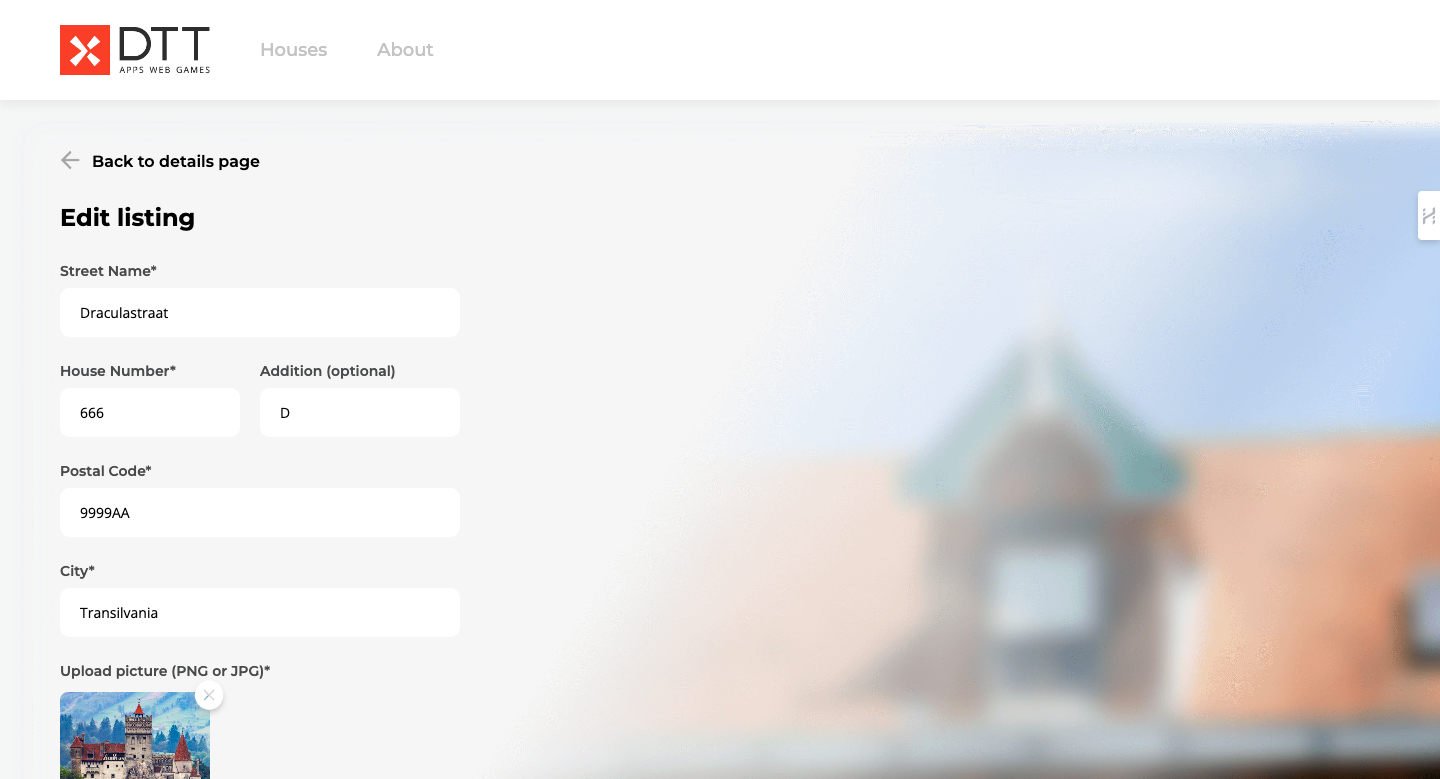 DTT
APPS WEB GAMES
Houses
About
Back to details page
Edit listing
Street Name*
Draculastraat
House Number*
Addition (optional)
666
D
Postal Code*
9999AA
City*
Transilvania
Upload picture (PNG or JPG)*